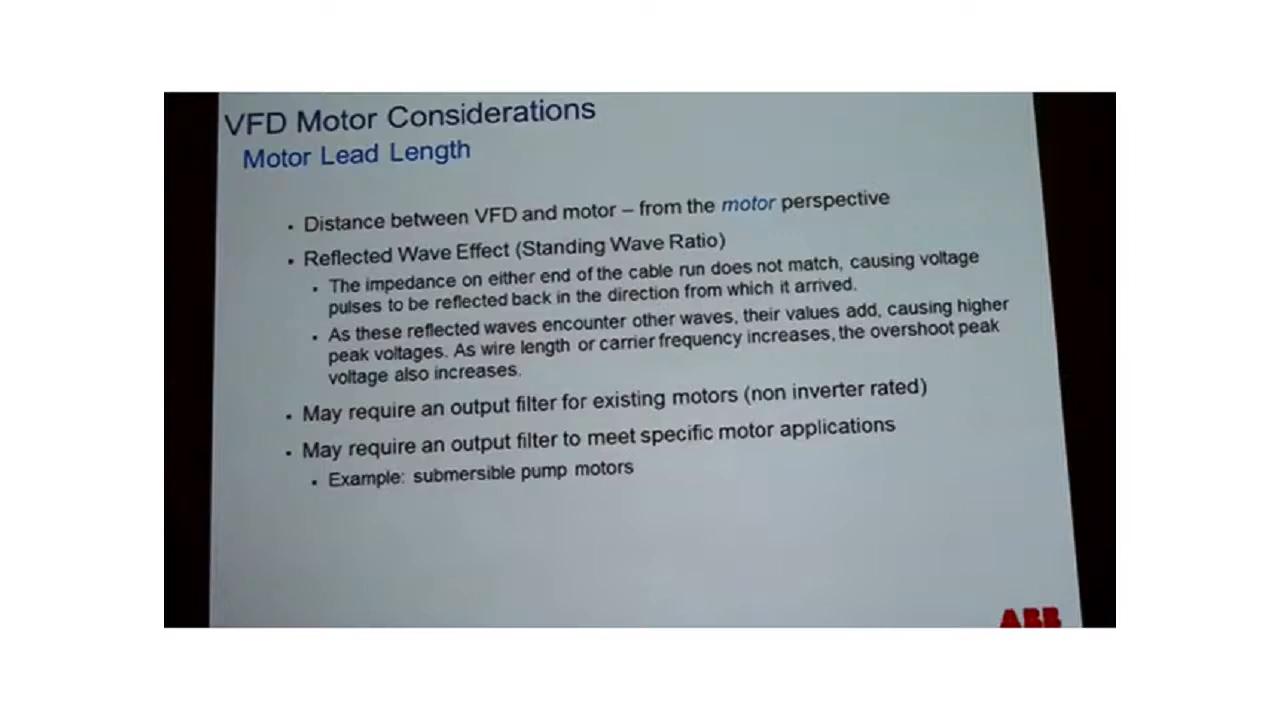 VFD Motor Considerations
Motor Lead Length
• Distance between VFD and motor – from the motor perspective
• Reflected Wave Effect (Standing Wave Ratio)
• The impedance on either end of the cable run does not match, causing voltage
pulses to be reflected back in the direction from which it arrived.
• As these reflected waves encounter other waves, their values add, causing higher
peak voltages. As wire length or carrier frequency increases, the overshoot peak
voltage also increases.
• May require an output filter for existing motors (non inverter rated)
• May require an output filter to meet specific motor applications
• Example: submersible pump motors
ABB